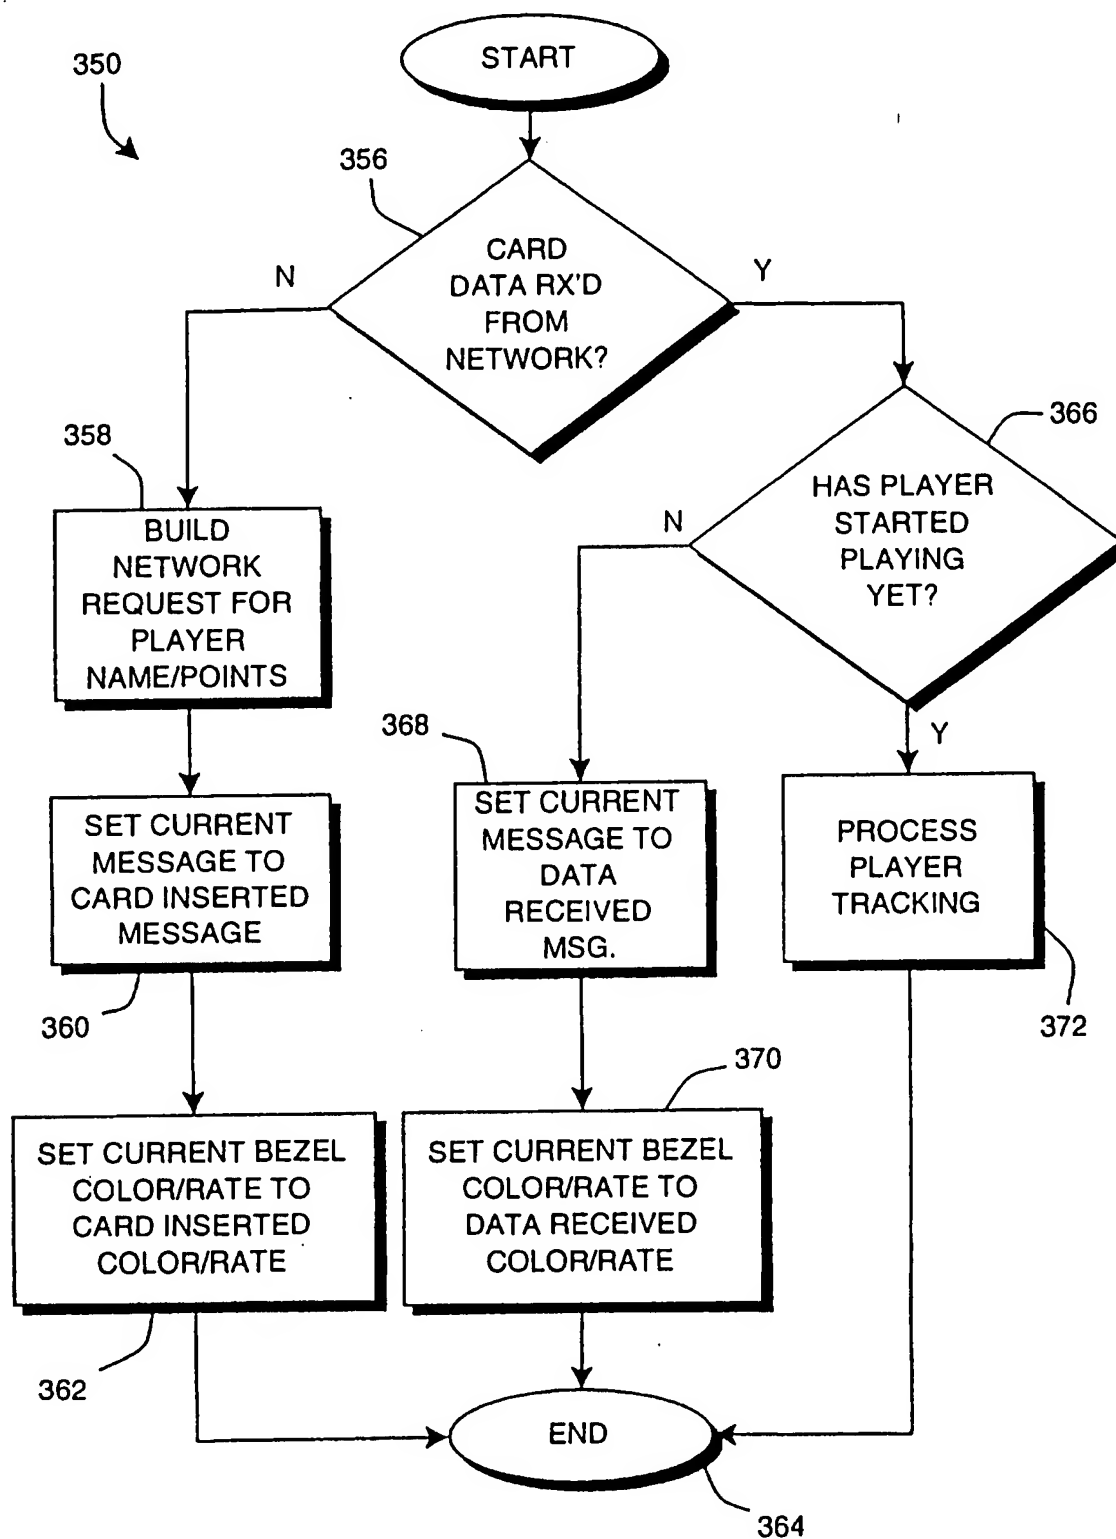 START
350
356
CARD
DATA RX'D
FROM
NETWORK?
N
Y
358
366
BUILD
NETWORK
REQUEST FOR
PLAYER
NAME/POINTS
HAS PLAYER
STARTED
PLAYING
YET?
N
Y
368
SET CURRENT
MESSAGE TO
CARD INSERTED
MESSAGE
SET CURRENT
MESSAGE TO
DATA
RECEIVED
MSG.
PROCESS
PLAYER
TRACKING
360
372
370
SET CURRENT BEZEL
COLOR/RATE TO
CARD INSERTED
COLOR/RATE
SET CURRENT BEZEL
COLOR/RATE TO
DATA RECEIVED
COLOR/RATE
362
END
364